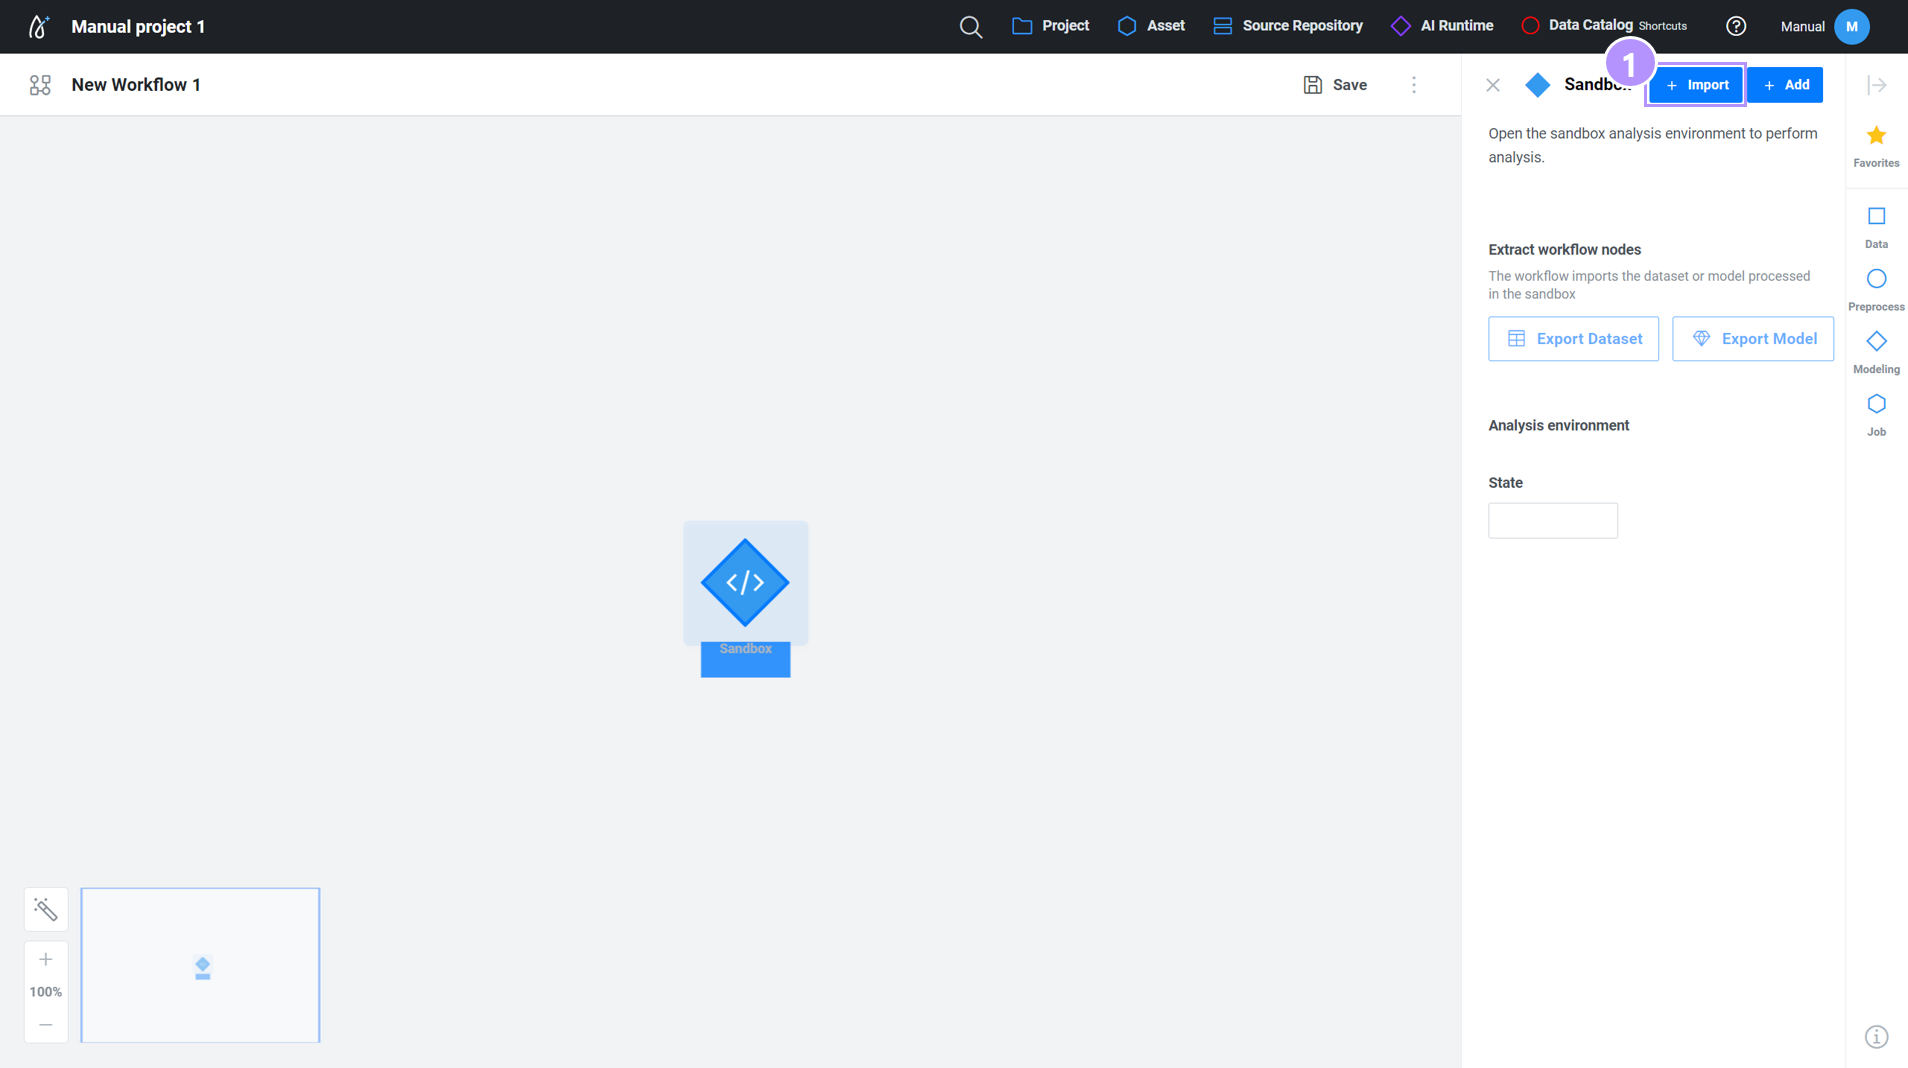 Manual project 1
Project
Asset
Source Repository
AI Runtime
Data Catalog
Shortcuts
Manual
M
New Workflow 1
Save
Sandbox
1
+ Import
+ Add
Open the sandbox analysis environment to perform
analysis.
Extract workflow nodes
The workflow imports the dataset or model processed
in the sandbox
Export Dataset
Export Model
Analysis environment
State
Favorites
Data
Preprocess
Modeling
Job
</>
Sandbox
100%